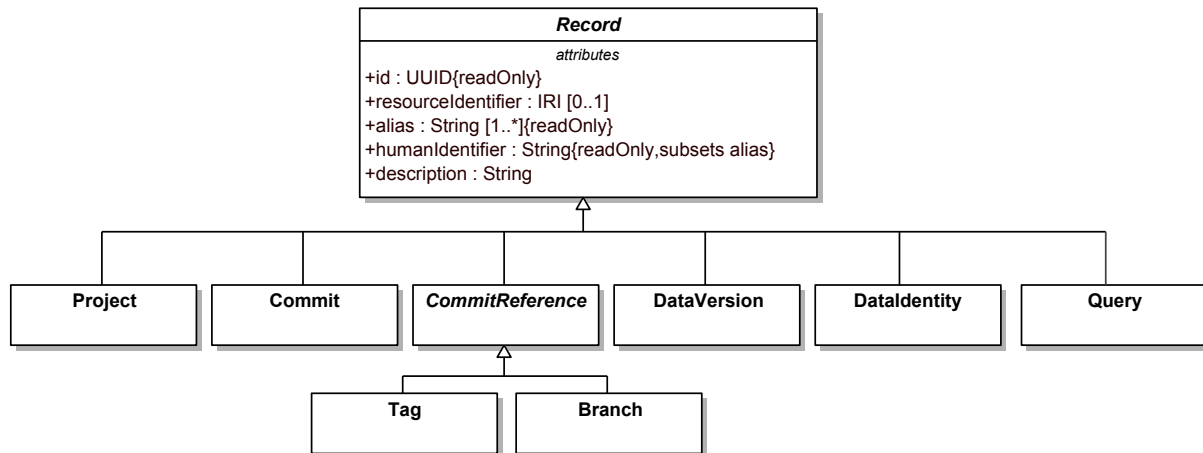 Record
attributes
+id : UUID{readOnly}
+resourceIdentifier : IRI [0..1]
+alias : String [1..*]{readOnly}
+humanIdentifier : String{readOnly,subsets alias}
+description : String
Project Commit CommitReference DataVersion DataIdentity Query
Tag Branch